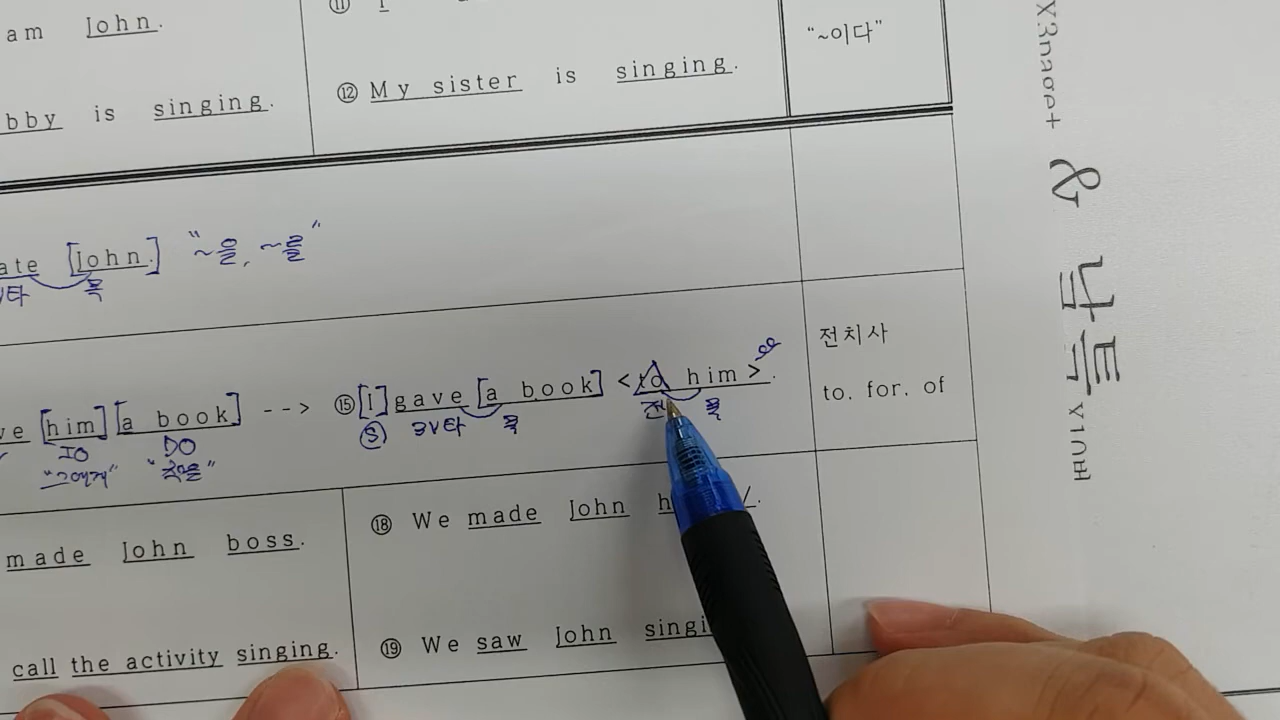 am John.
⑪ I
"~이다"
bby is singing.
⑫ My sister is singing.
ate [John.] "~을, ~를"
타 목
ve [him] [a book] --> ⑮ [I] gave [a book] <to him>.
IO DO Ⓢ 3V타 목 전 목
"그에게" "책을"
전치사
to. for. of
made John boss.
⑱ We made John h
call the activity singing.
⑲ We saw John singi
&